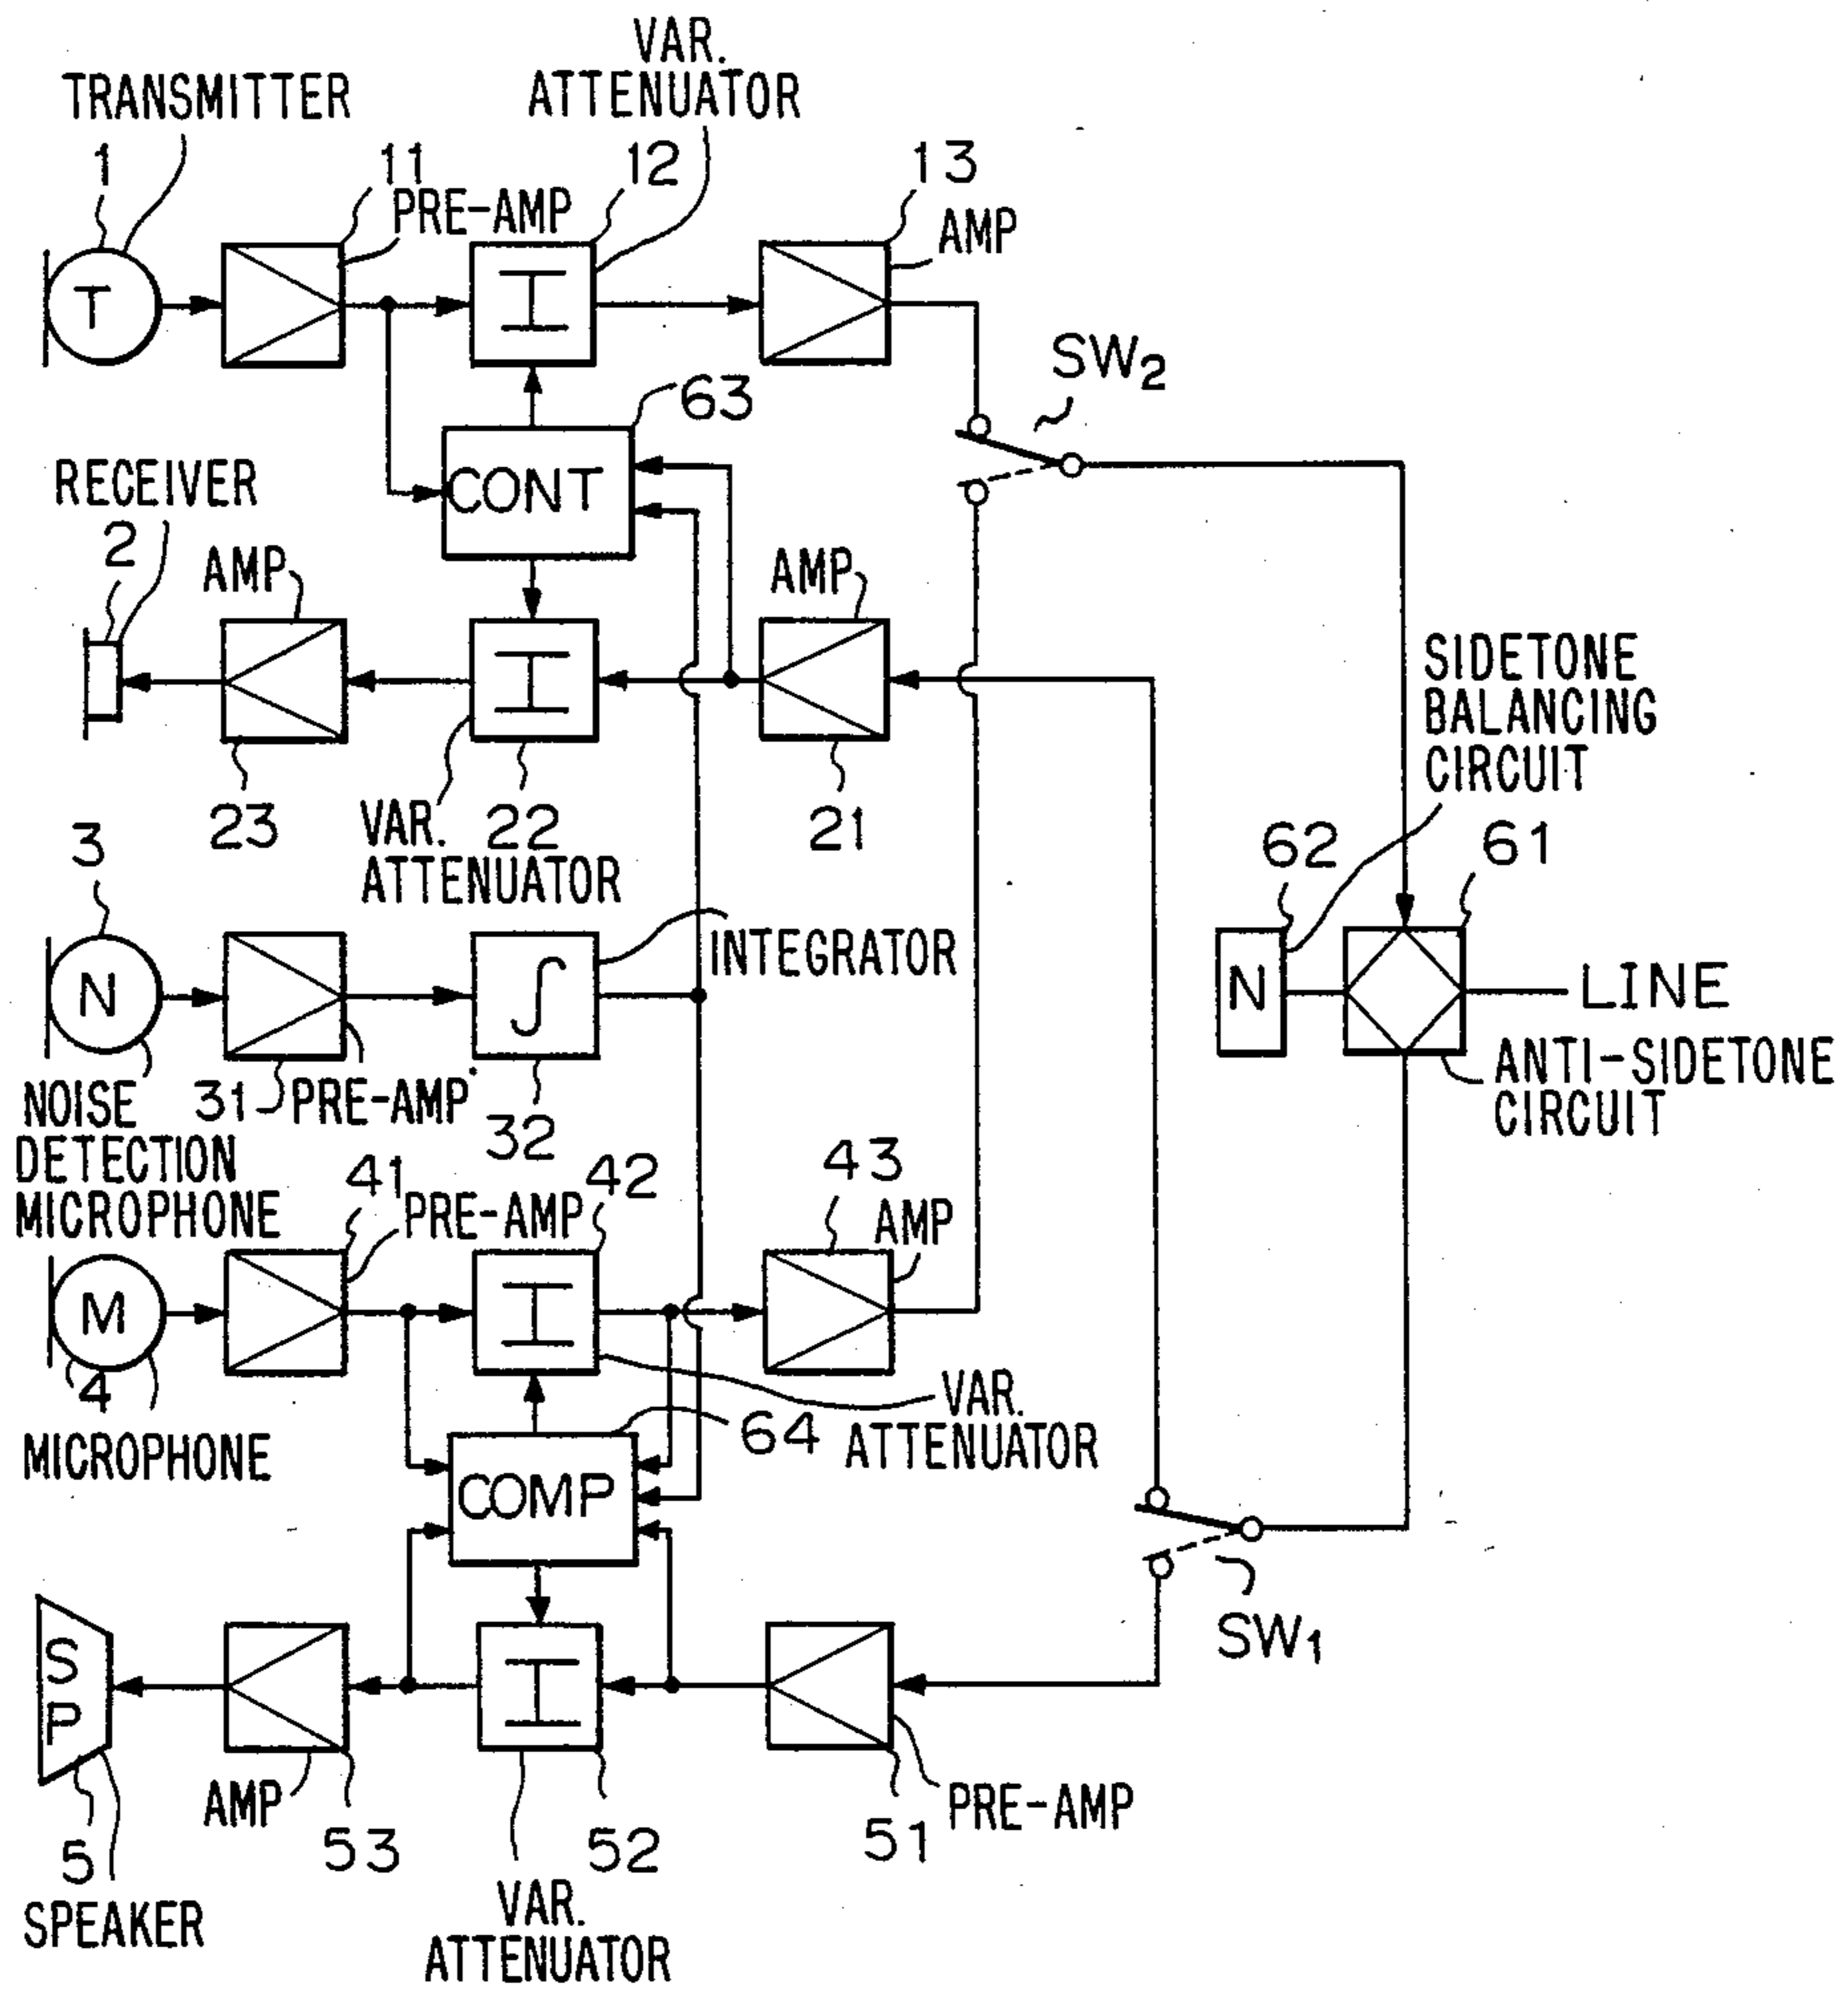 VAR.
ATTENUATOR
TRANSMITTER
1
11
PRE-AMP
12
13
AMP
T
SW2
63
CONT
RECEIVER
2
AMP
AMP
SIDETONE
BALANCING
CIRCUIT
23
VAR.
ATTENUATOR
22
21
62
61
3
INTEGRATOR
N
N
LINE
ANTI-SIDETONE
CIRCUIT
NOISE
DETECTION
MICROPHONE
31
PRE-AMP
32
41
PRE-AMP
42
43
AMP
M
4
MICROPHONE
VAR.
ATTENUATOR
64
COMP
SW1
SP
5
SPEAKER
AMP
53
52
VAR.
ATTENUATOR
51
PRE-AMP